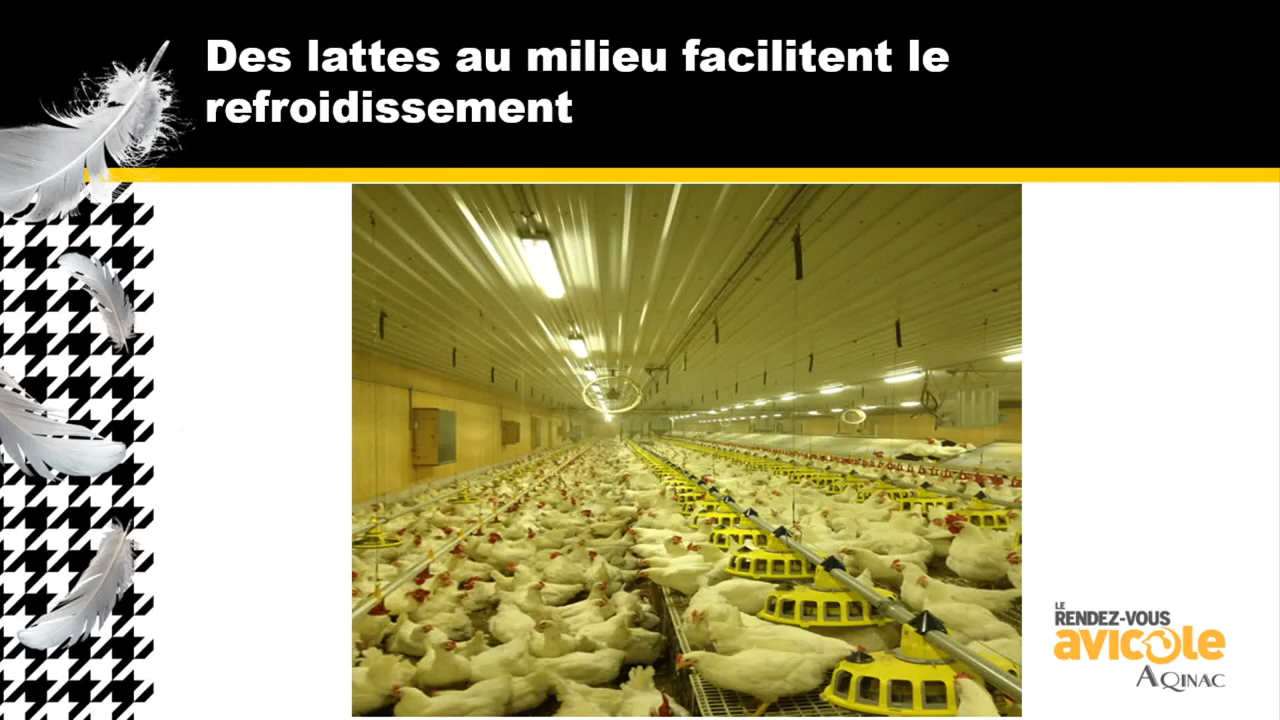 Des lattes au milieu facilitent le
refroidissement
LE
RENDEZ-VOUS
avicole
AQINAC